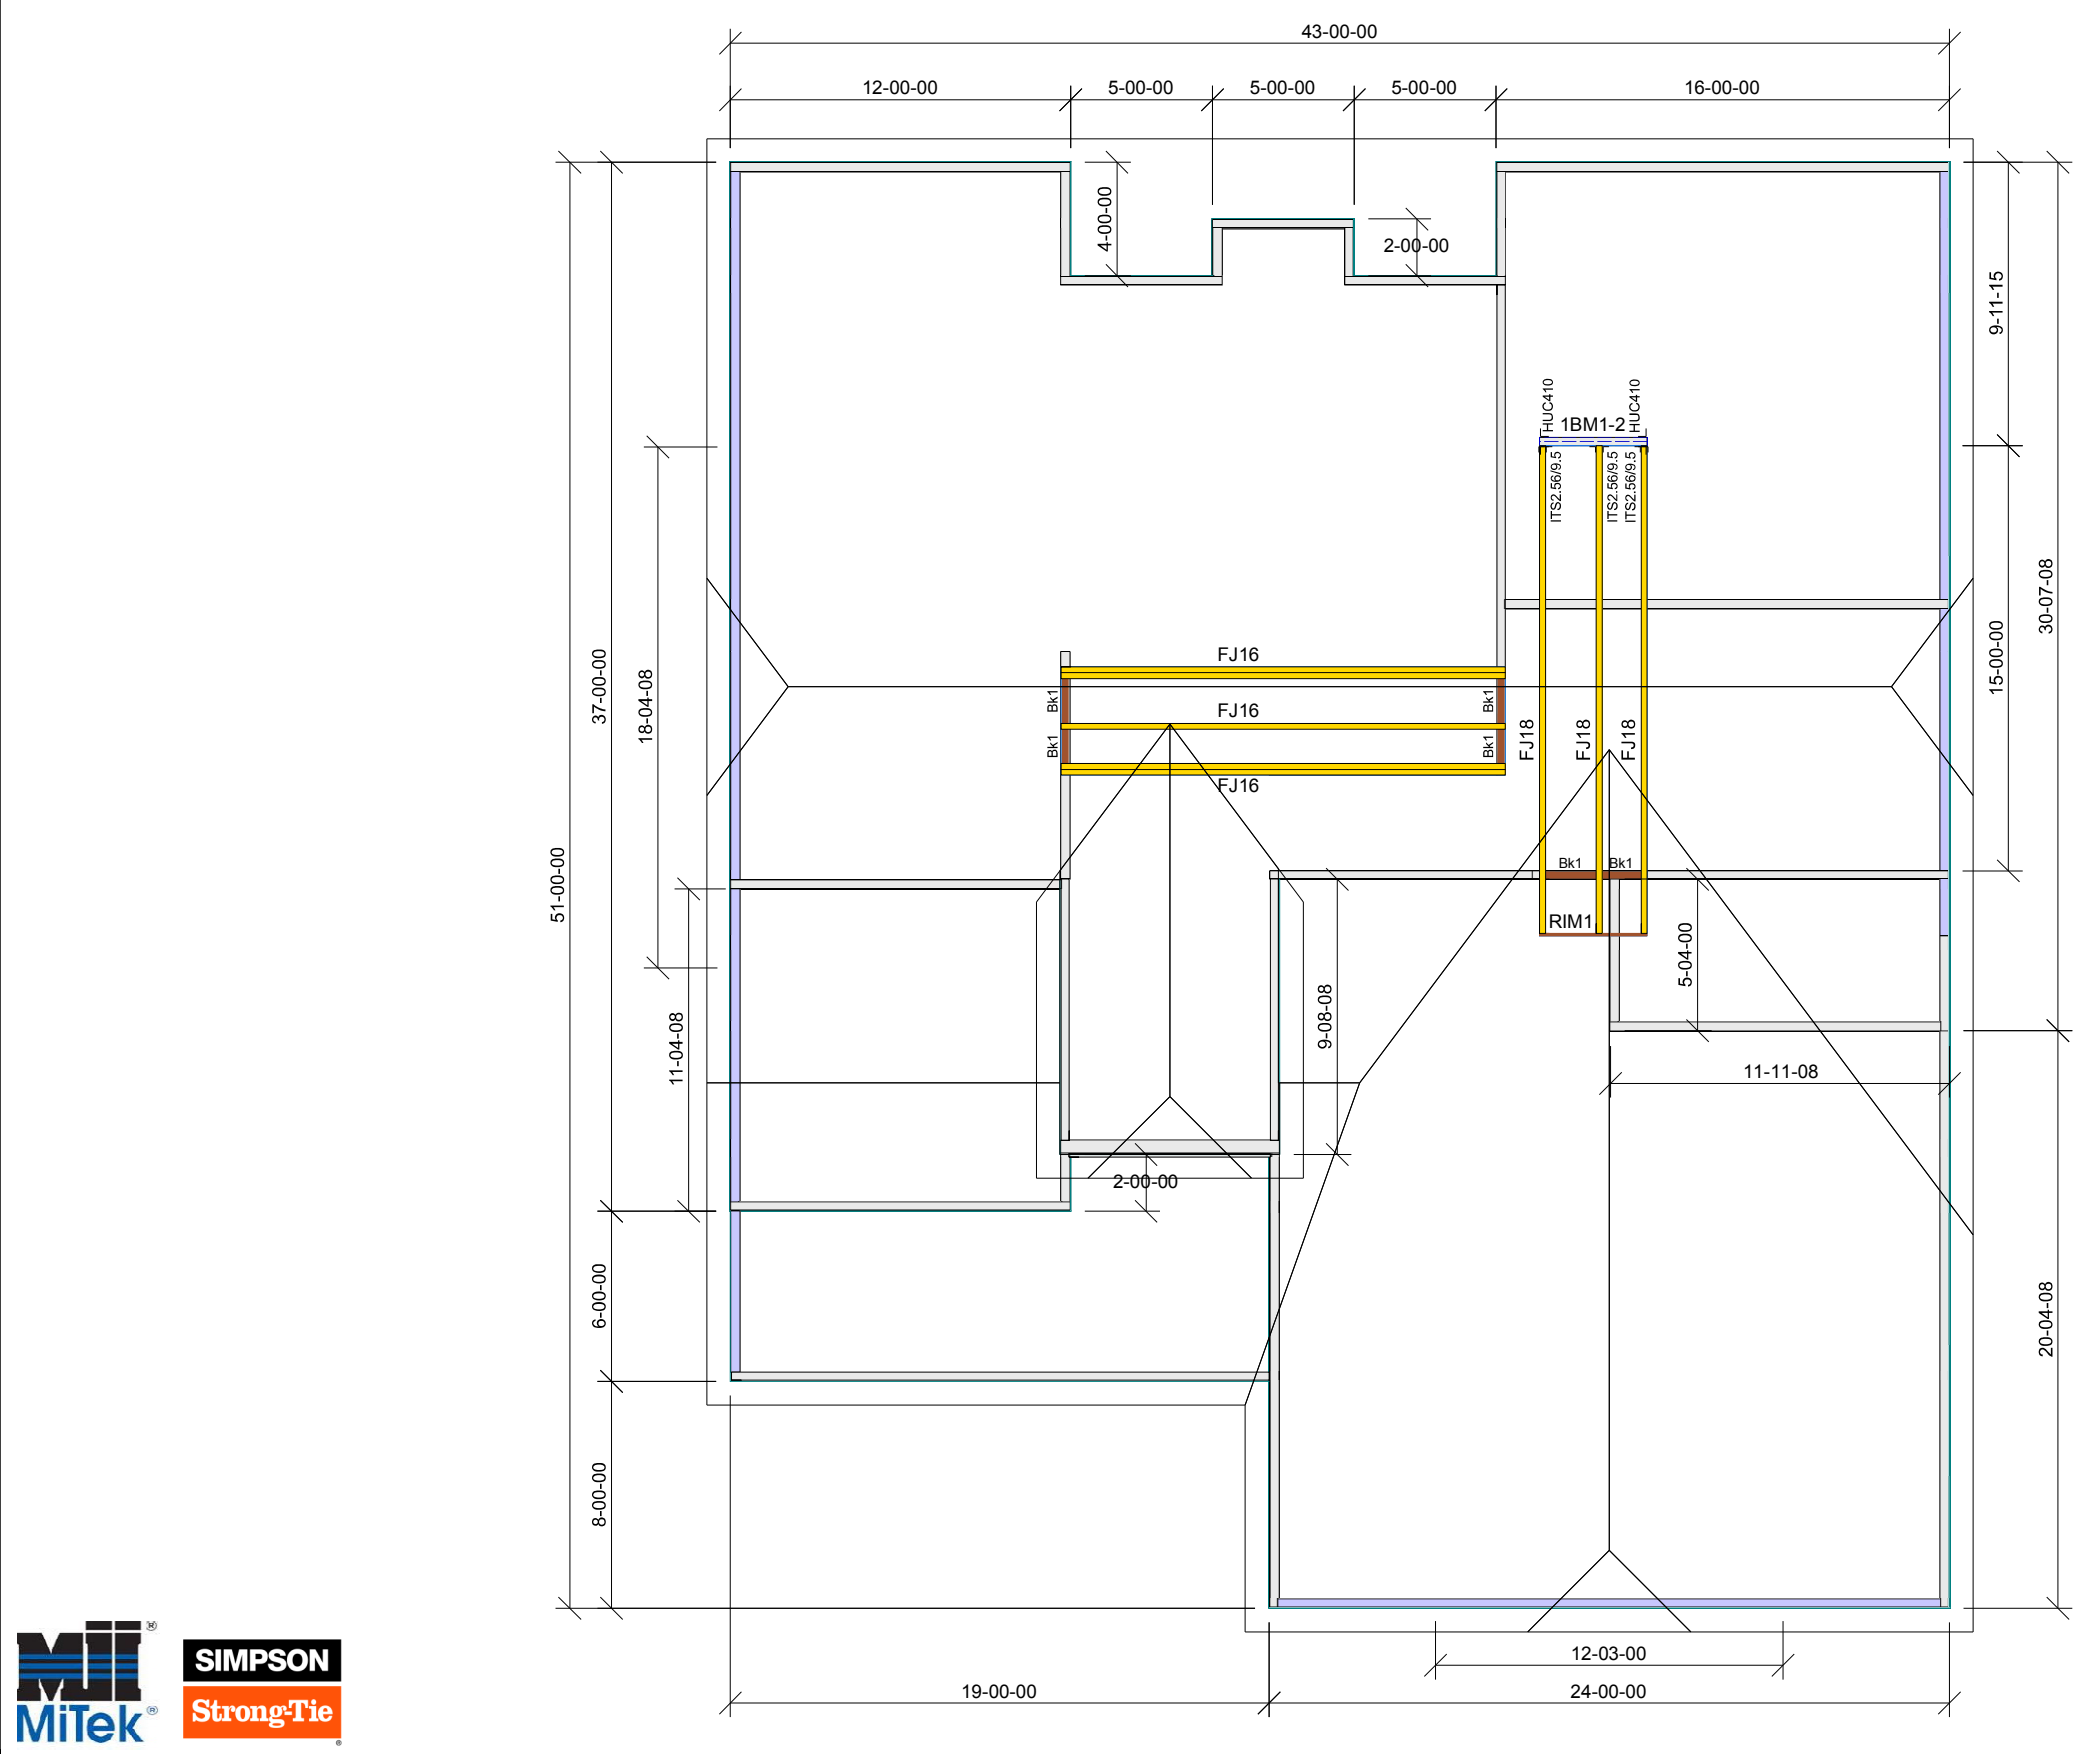 43-00-00
12-00-00
5-00-00
5-00-00
5-00-00
16-00-00
4-00-00
2-00-00
9-11-15
HUC410
HUC410
1BM1-2
ITS2.56/9.5
ITS2.56/9.5
ITS2.56/9.5
30-07-08
15-00-00
37-00-00
18-04-08
FJ16
Bk1
Bk1
FJ16
Bk1
Bk1
FJ18
FJ18
FJ18
FJ16
51-00-00
Bk1
Bk1
RIM1
5-04-00
9-08-08
11-04-08
11-11-08
2-00-00
6-00-00
20-04-08
8-00-00
12-03-00
19-00-00
24-00-00
MiTek®
®
SIMPSON
Strong-Tie
®